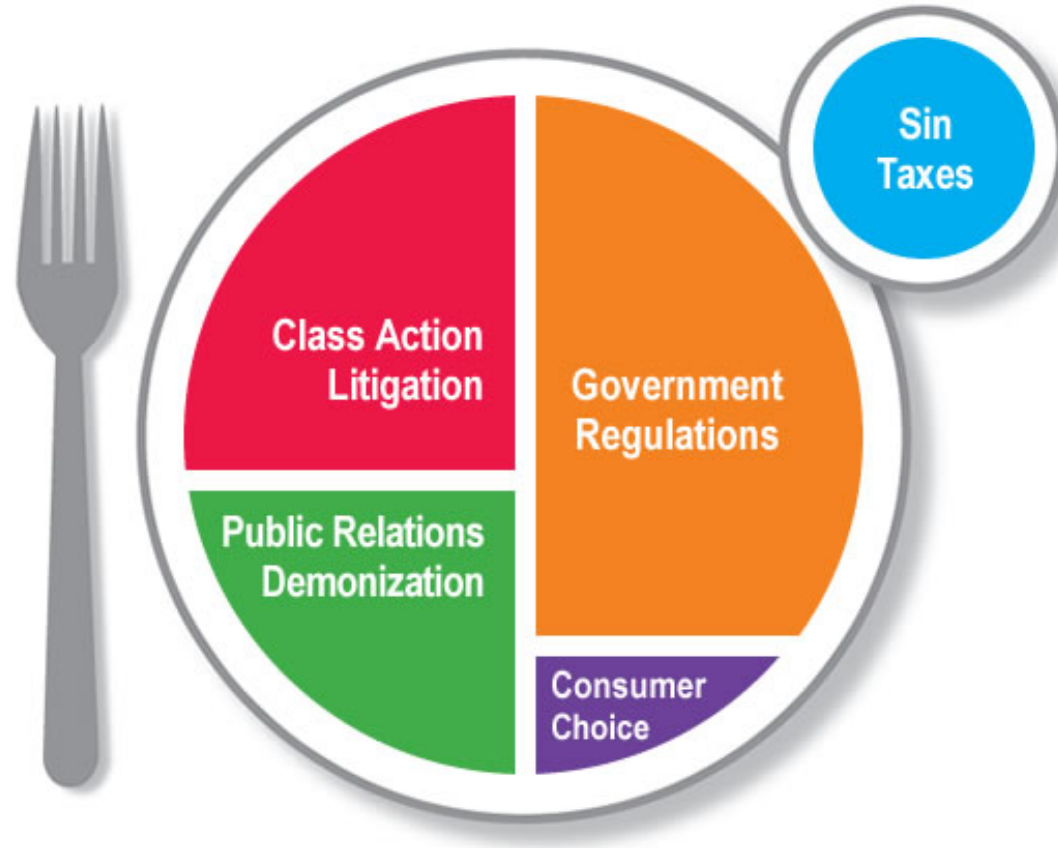 Sin
Taxes
Class Action
Litigation
Government
Regulations
Public Relations
Demonization
Consumer
Choice